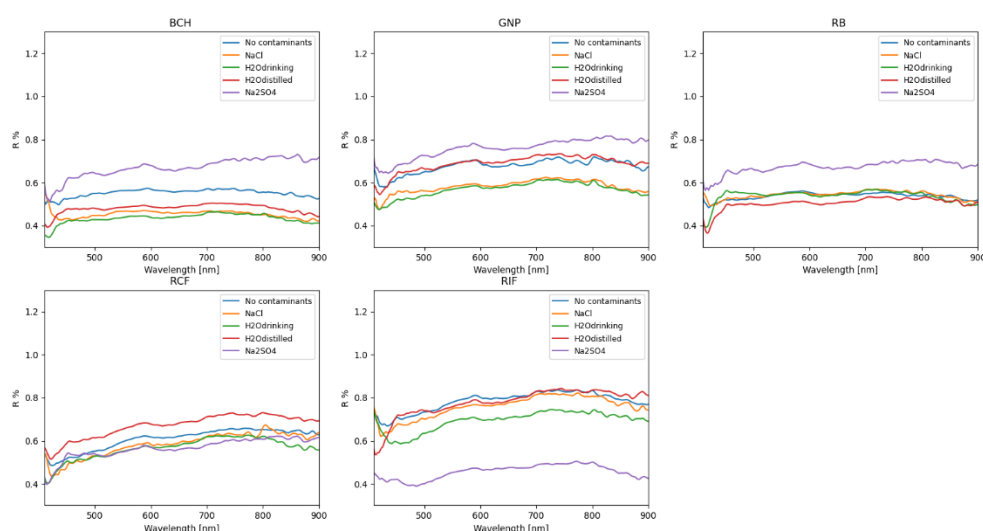 BCH
GNP
RB
1.2
1.0
0.8
0.6
0.4
R %
No contaminants
NaCl
H2Odrinking
H2Odistilled
Na2SO4
500
600
700
800
900
Wavelength [nm]
1.2
1.0
0.8
0.6
0.4
R %
No contaminants
NaCl
H2Odrinking
H2Odistilled
Na2SO4
500
600
700
800
900
Wavelength [nm]
1.2
1.0
0.8
0.6
0.4
R %
No contaminants
NaCl
H2Odrinking
H2Odistilled
Na2SO4
500
600
700
800
900
Wavelength [nm]
RCF
RIF
1.2
1.0
0.8
0.6
0.4
R %
No contaminants
NaCl
H2Odrinking
H2Odistilled
Na2SO4
500
600
700
800
900
Wavelength [nm]
1.2
1.0
0.8
0.6
0.4
R %
No contaminants
NaCl
H2Odrinking
H2Odistilled
Na2SO4
500
600
700
800
900
Wavelength [nm]